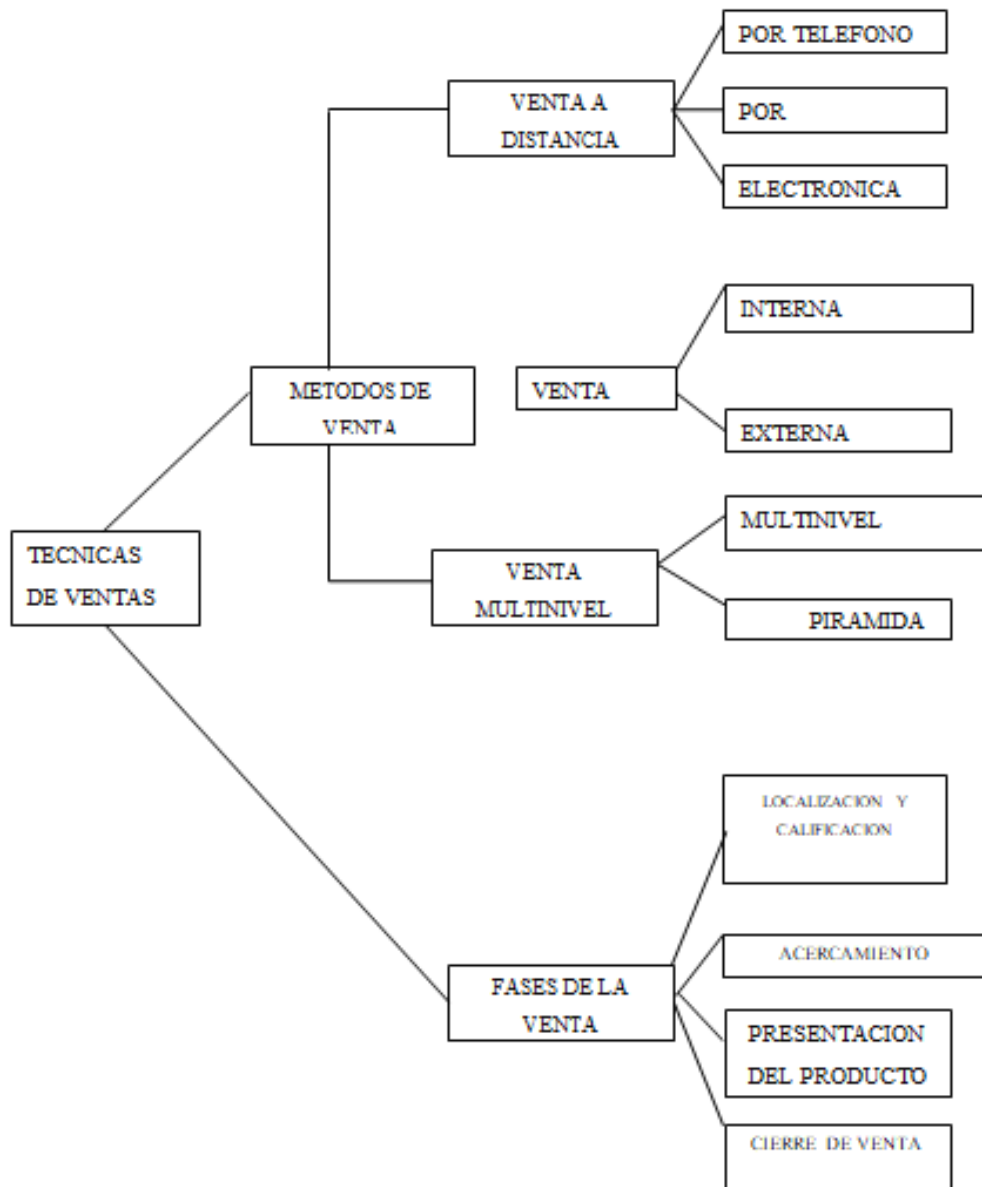 POR TELEFONO
VENTA A
DISTANCIA
POR
ELECTRONICA
INTERNA
METODOS DE
VENTA
VENTA
EXTERNA
MULTINIVEL
TECNICAS
DE VENTAS
VENTA
MULTINIVEL
PIRAMIDA
LOCALIZACION Y
CALIFICACION
ACERCAMIENTO
FASES DE LA
VENTA
PRESENTACION
DEL PRODUCTO
CIERRE DE VENTA